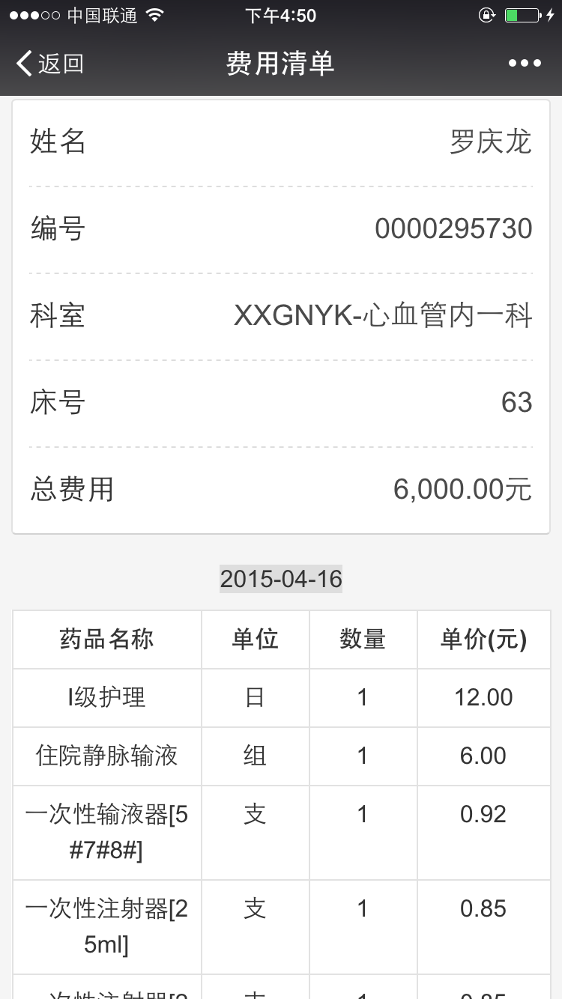 中国联通 下午4:50
返回 费用清单
姓名 罗庆龙
编号 0000295730
科室 XXGNYK-心血管内一科
床号 63
总费用 6,000.00元
2015-04-16
药品名称 单位 数量 单价(元)
I级护理 日 1 12.00
住院静脉输液 组 1 6.00
一次性输液器[5 支 1 0.92
#7#8#]
一次性注射器[2 支 1 0.85
5ml]